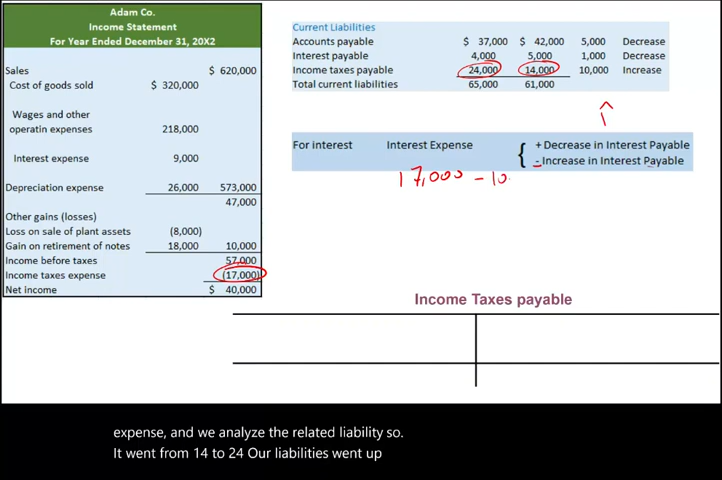 Adam Co.
Income Statement
For Year Ended December 31, 20X2
Sales $ 620,000
Cost of goods sold $ 320,000
Wages and other
operatin expenses 218,000
Interest expense 9,000
Depreciation expense 26,000 573,000
47,000
Other gains (losses)
Loss on sale of plant assets (8,000)
Gain on retirement of notes 18,000 10,000
Income before taxes 57,000
Income taxes expense (17,000)
Net income $ 40,000
Current Liabilities
Accounts payable $ 37,000 $ 42,000 5,000 Decrease
Interest payable 4,000 5,000 1,000 Decrease
Income taxes payable 24,000 14,000 10,000 Increase
Total current liabilities 65,000 61,000
For interest Interest Expense { + Decrease in Interest Payable
- Increase in Interest Payable
17,000 - 10
Income Taxes payable
expense, and we analyze the related liability so.
It went from 14 to 24 Our liabilities went up